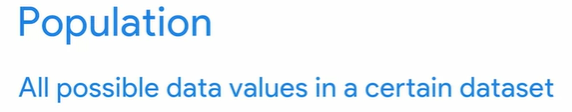 Population
All possible data values in a certain dataset